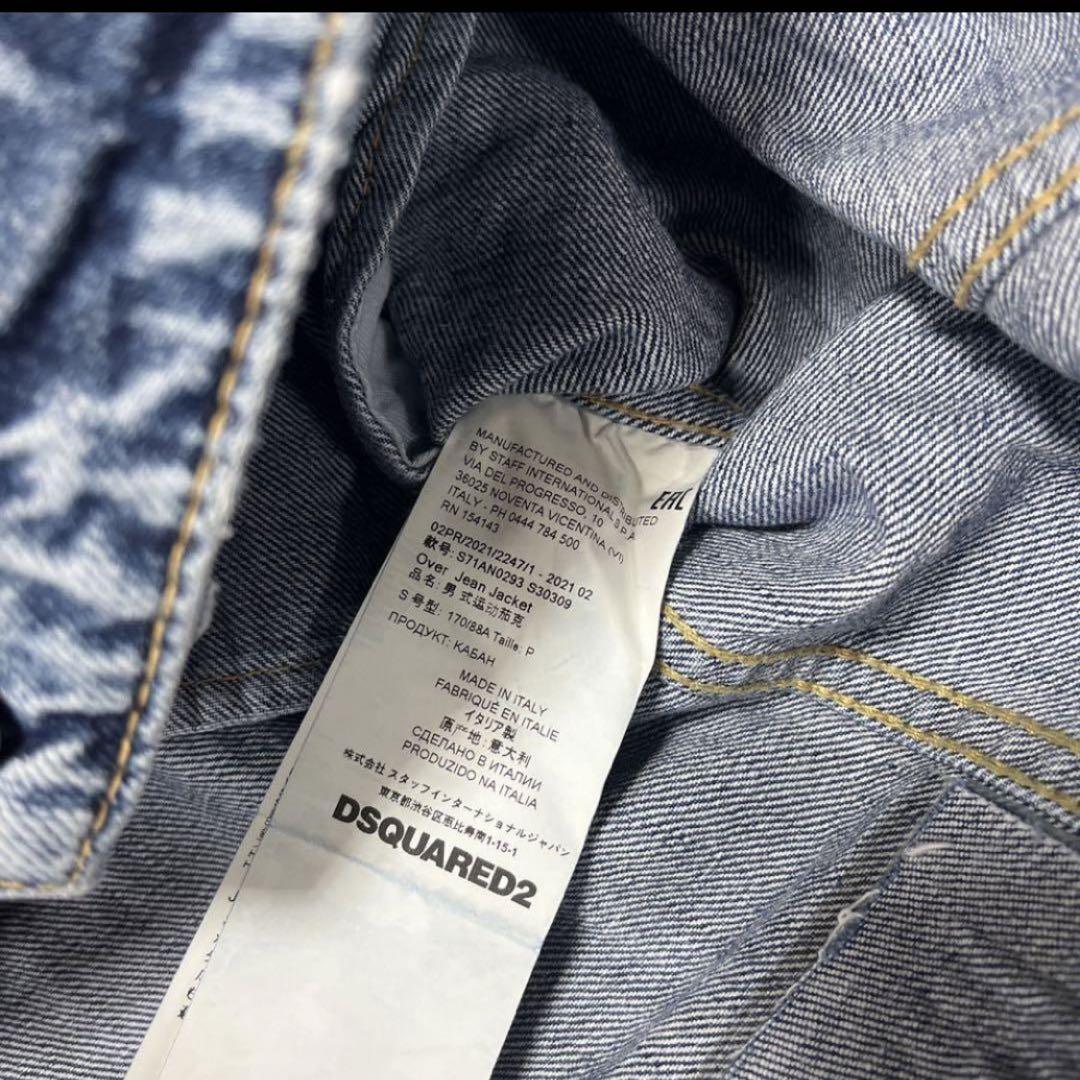 MANUFACTURED AND DISTRIBUTED
BY STAFF INTERNATIONAL S.P.A.
VIA DEL PROGRESSO, 10
36025 NOVENTA VICENTINA (VI)
ITALY - PH 0444 784 500
RN 154143
EAC
02PR/2021/2247/1 - 2021 02
款号: S71AN0293 S30309
Over Jean Jacket
品名: 男式运动茄克
S 号型: 170/88A Taille: P
ПРОДУКТ: КАБАН
MADE IN ITALY
FABRIQUÉ EN ITALIE
イタリア製
原产地: 意大利
СДЕЛАНО В ИТАЛИИ
PRODUZIDO NA ITALIA
株式会社 スタッフインターナショナルジャパン
東京都渋谷区恵比寿南1-15-1
DSQUARED2